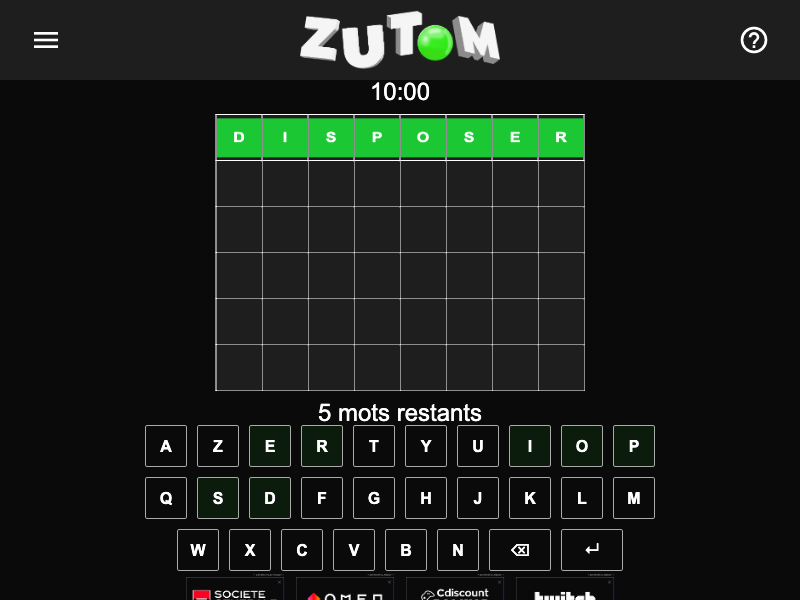 ZUTOM
10:00
D I S P O S E R
5 mots restants
A Z E R T Y U I O P
Q S D F G H J K L M
W X C V B N
SOCIETE OMEN Cdiscount twitch